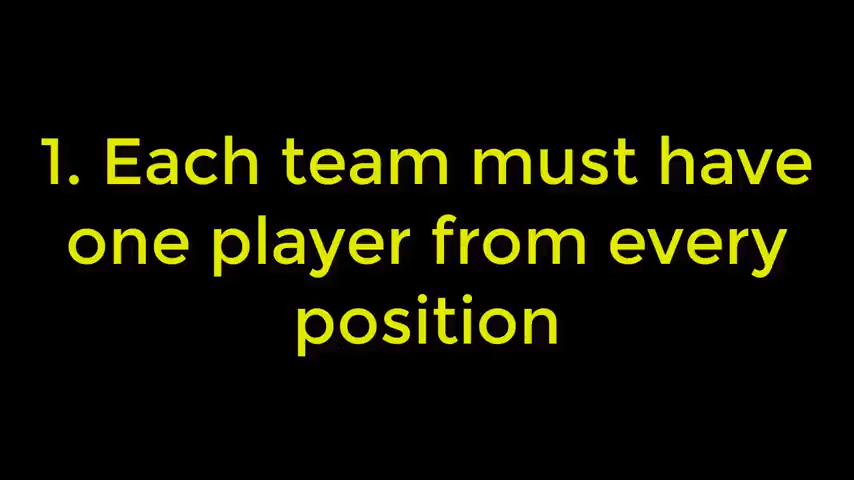 1. Each team must have
one player from every
position